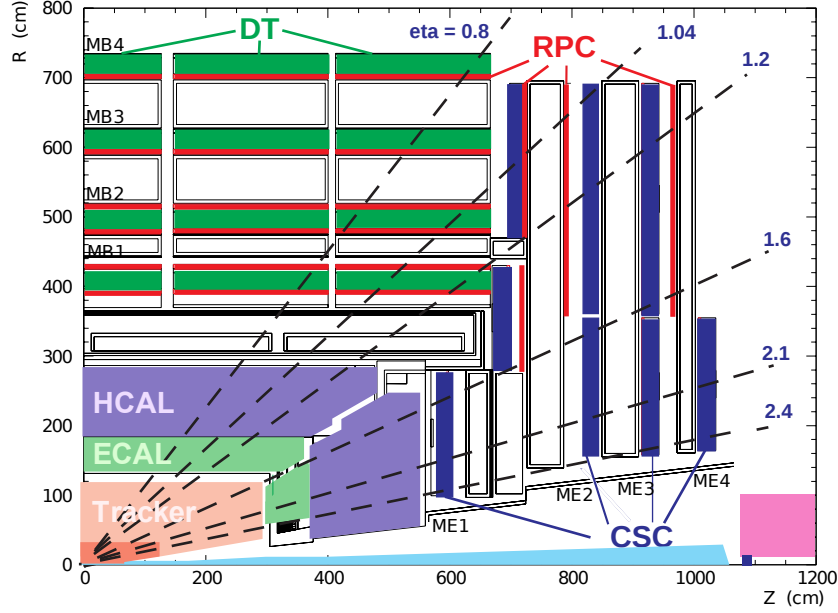 800
R (cm)
MB4
DT
eta = 0.8
RPC
1.04
1.2
700
MB3
600
MB2
500
1.6
MB1
400
300
2.1
HCAL
2.4
200
ECAL
MB4
Tracker
100
ME1
ME2
ME3
ME4
CSC
0
0
200
400
600
800
1000
1200
Z (cm)